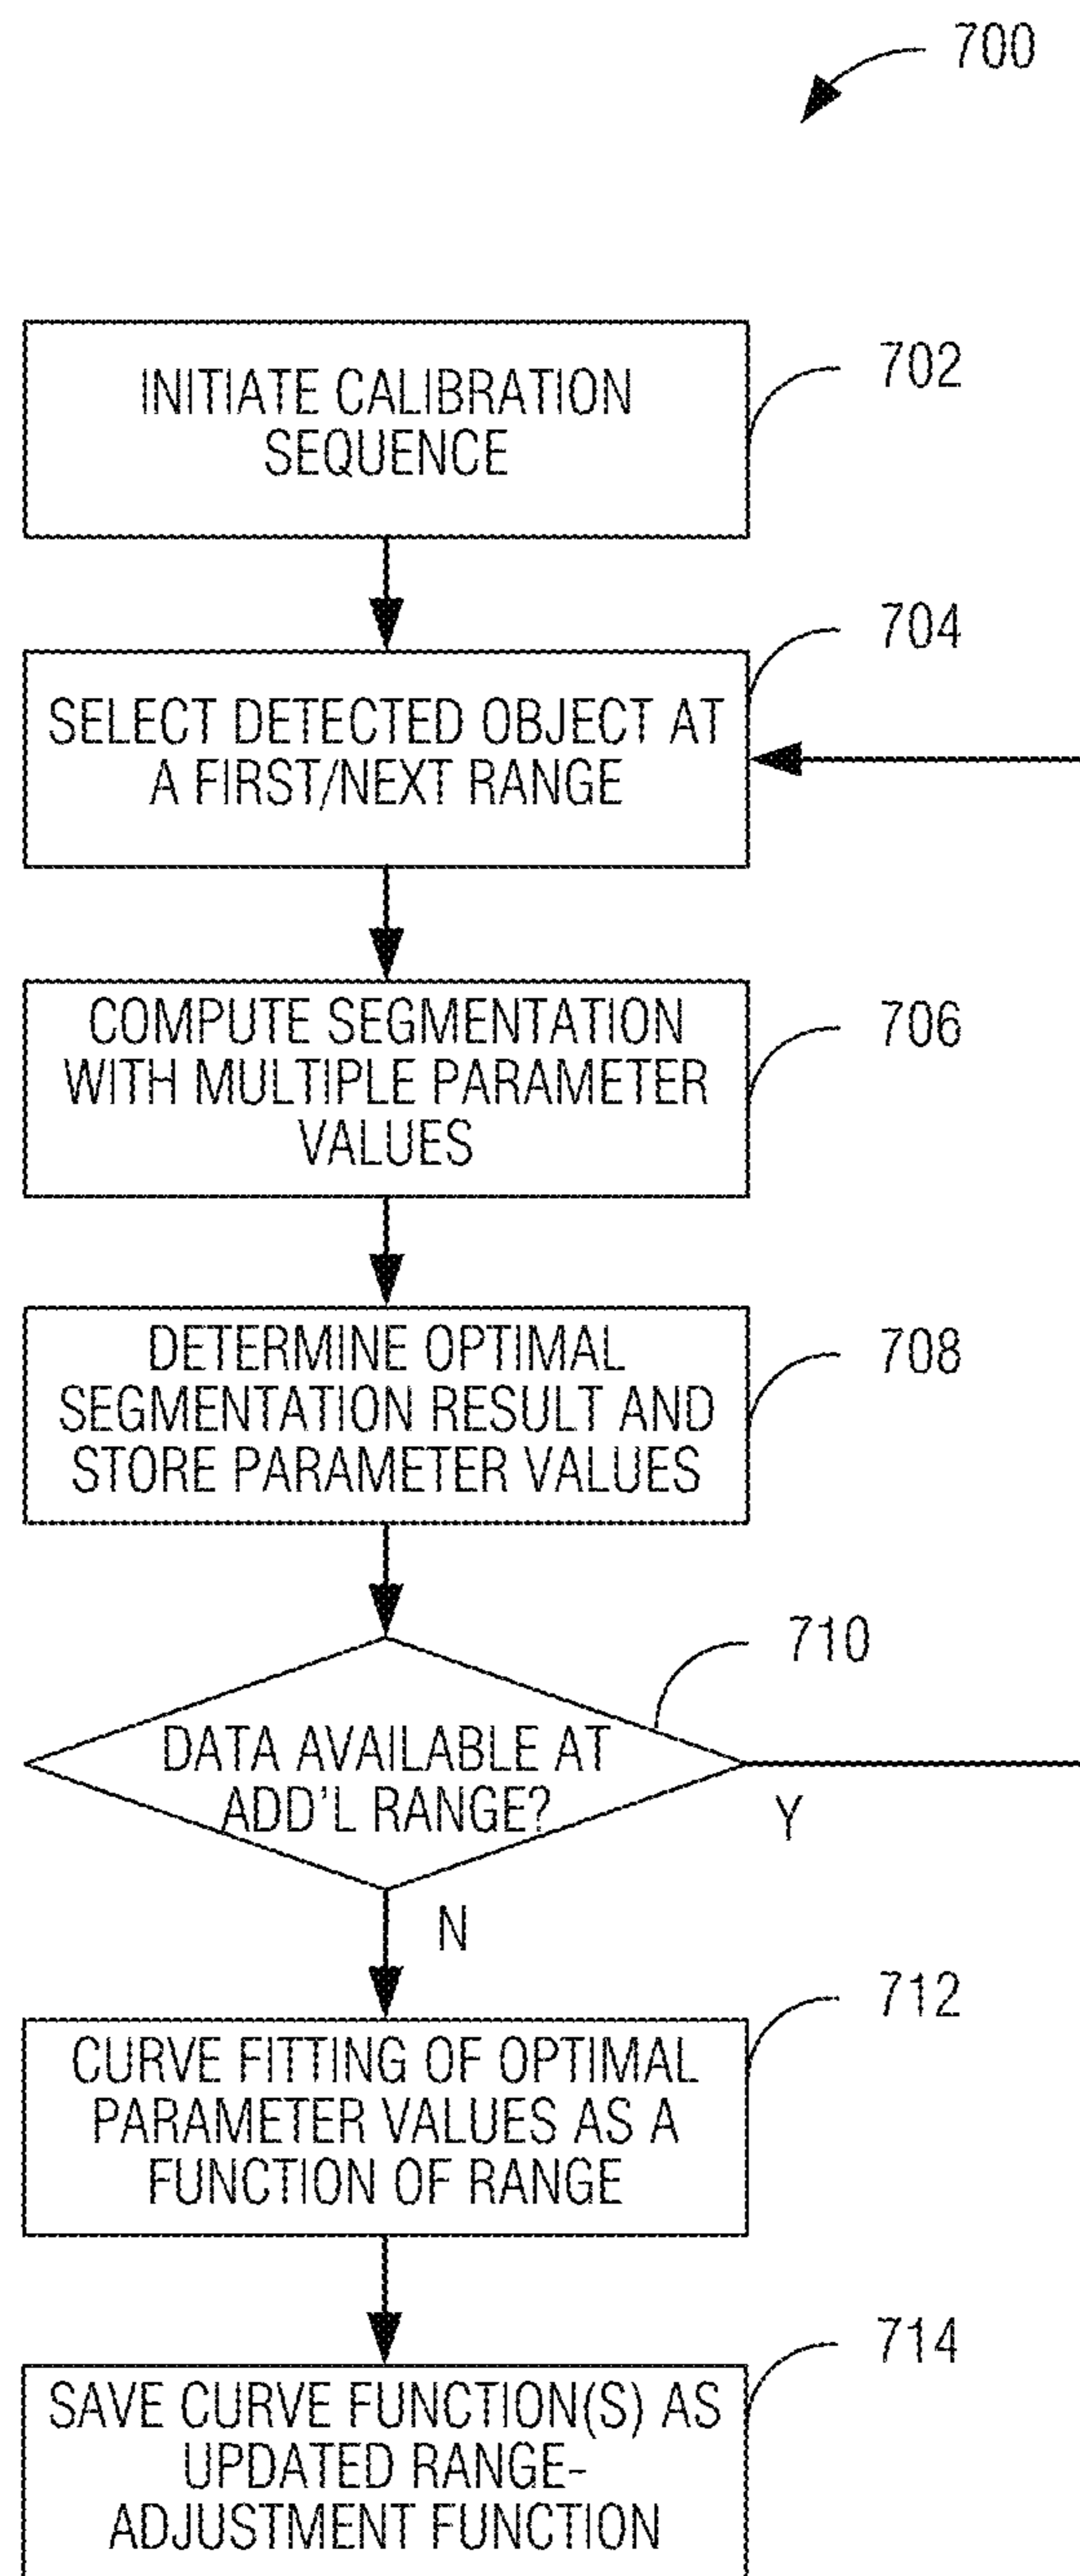 700
INITIATE CALIBRATION
SEQUENCE
702
SELECT DETECTED OBJECT AT
A FIRST/NEXT RANGE
704
COMPUTE SEGMENTATION
WITH MULTIPLE PARAMETER
VALUES
706
DETERMINE OPTIMAL
SEGMENTATION RESULT AND
STORE PARAMETER VALUES
708
DATA AVAILABLE AT
ADD'L RANGE?
710
Y
N
CURVE FITTING OF OPTIMAL
PARAMETER VALUES AS A
FUNCTION OF RANGE
712
SAVE CURVE FUNCTION(S) AS
UPDATED RANGE-
ADJUSTMENT FUNCTION
714